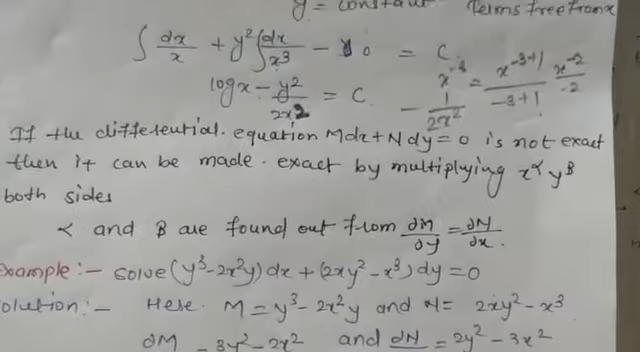 y = constant Terms free from x
∫ dx/x + y² ∫ dx/x³ − 0 = C
log x − y²/2x² = C. − 1/2x² x⁻³ = x⁻³⁺¹/−3+1 x⁻²/−2
If the differential equation Mdx + Ndy = 0 is not exact
then it can be made exact by multiplying x^α y^β
both sides
α and β are found out from ∂M/∂y = ∂N/∂x.
Example:- solve (y³-2x²y) dx + (2xy² - x³) dy = 0
Solution:- Here M = y³ - 2x²y and N = 2xy² - x³
∂M = 3y² - 2x² and ∂N = 2y² - 3x²